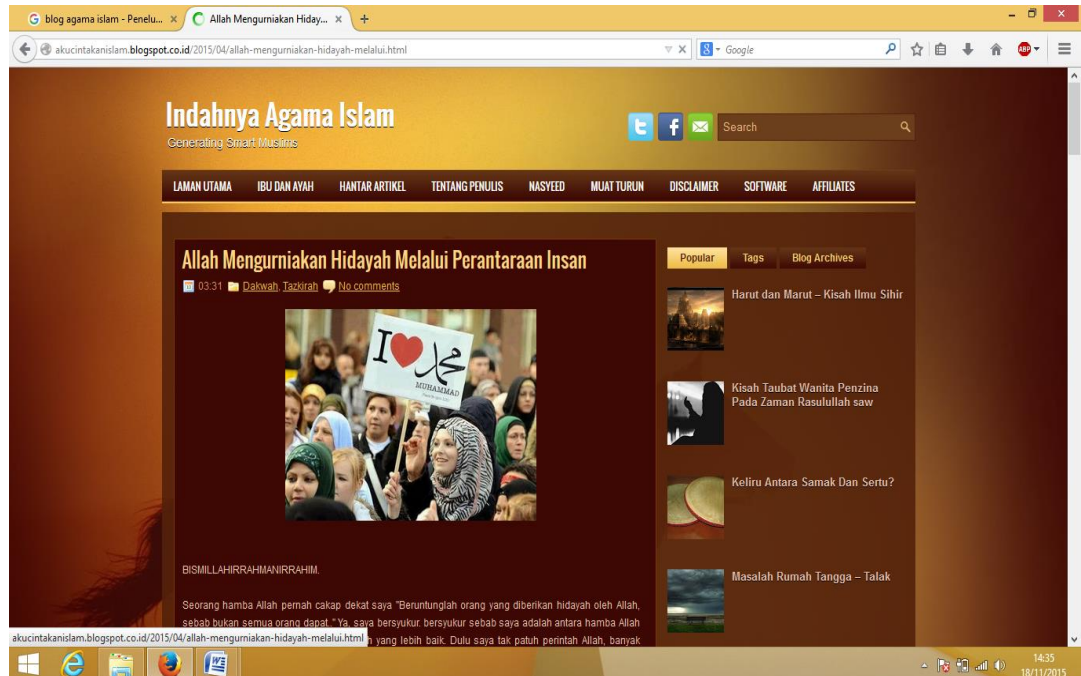 blog agama islam - Penelu...
Allah Mengurniakan Hiday...
akucintakanislam.blogspot.co.id/2015/04/allah-mengurniakan-hidayah-melalui.html
Google
ABP
Indahnya Agama Islam
Generating Smart Muslims
Search
LAMAN UTAMA IBU DAN AYAH HANTAR ARTIKEL TENTANG PENULIS NASYEED MUAT TURUN DISCLAIMER SOFTWARE AFFILIATES
Allah Mengurniakan Hidayah Melalui Perantaraan Insan
03:31 Dakwah, Tazkirah No comments
I
محمد
MUHAMMAD
BISMILLAHIRRAHMANIRRAHIM.
Seorang hamba Allah pernah cakap dekat saya "Beruntunglah orang yang diberikan hidayah oleh Allah,
sebab bukan semua orang dapat.." Ya, saya bersyukur. bersyukur sebab saya adalah antara hamba Allah
yang lebih baik. Dulu saya tak patuh perintah Allah, banyak
Popular Tags Blog Archives
Harut dan Marut – Kisah Ilmu Sihir
Kisah Taubat Wanita Penzina
Pada Zaman Rasulullah saw
Keliru Antara Samak Dan Sertu?
Masalah Rumah Tangga – Talak
akucintakanislam.blogspot.co.id/2015/04/allah-mengurniakan-hidayah-melalui.html
14:35
18/11/2015